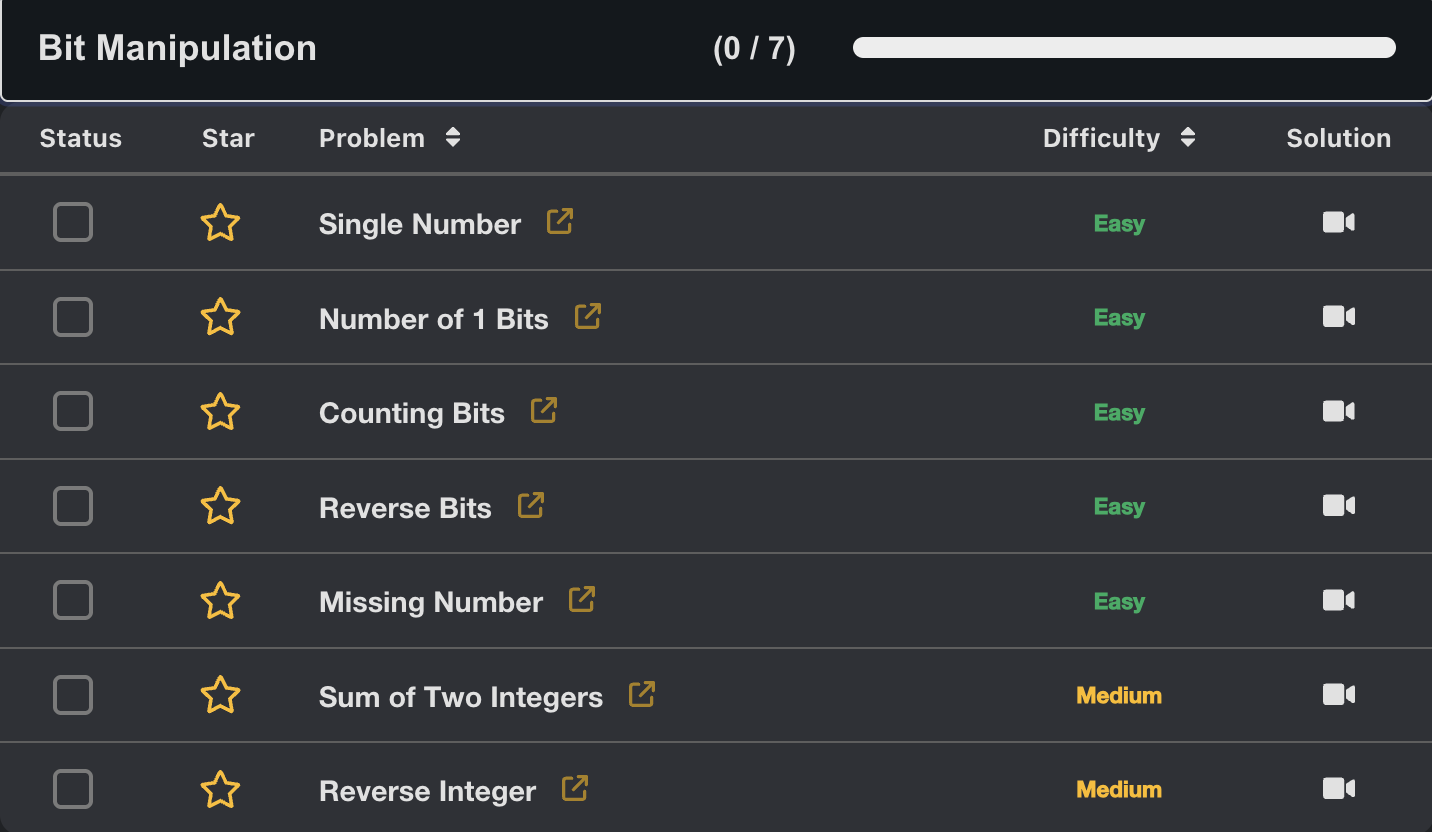 Bit Manipulation (0 / 7)
Status Star Problem Difficulty Solution
Single Number Easy
Number of 1 Bits Easy
Counting Bits Easy
Reverse Bits Easy
Missing Number Easy
Sum of Two Integers Medium
Reverse Integer Medium